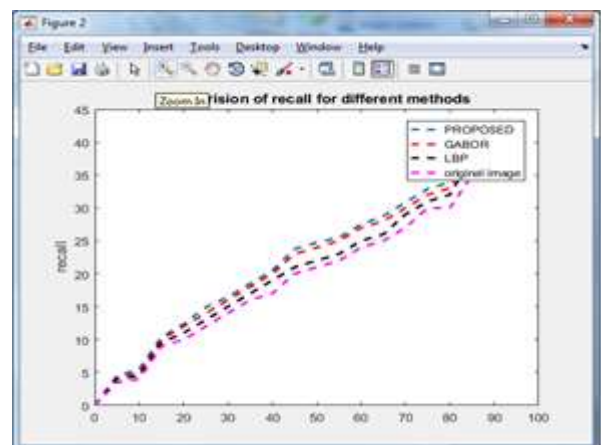 Figure 2
File Edit View Insert Tools Desktop Window Help
Zoom In
rision of recall for different methods
45
40
35
30
25
20
15
10
5
0
recall
PROPOSED
GABOR
LBP
original image
0 10 20 30 40 50 60 70 80 90 100